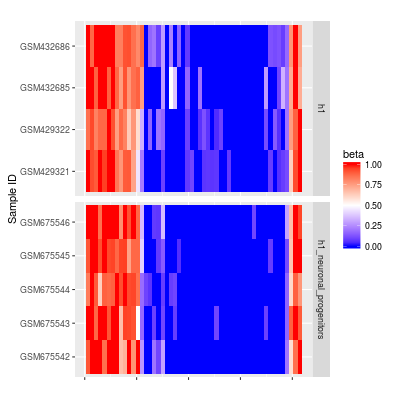 Sample ID
GSM432686
GSM432685
GSM429322
GSM429321
h1
GSM675546
GSM675545
GSM675544
GSM675543
GSM675542
h1_neuronal_progenitors
beta
1.00
0.75
0.50
0.25
0.00